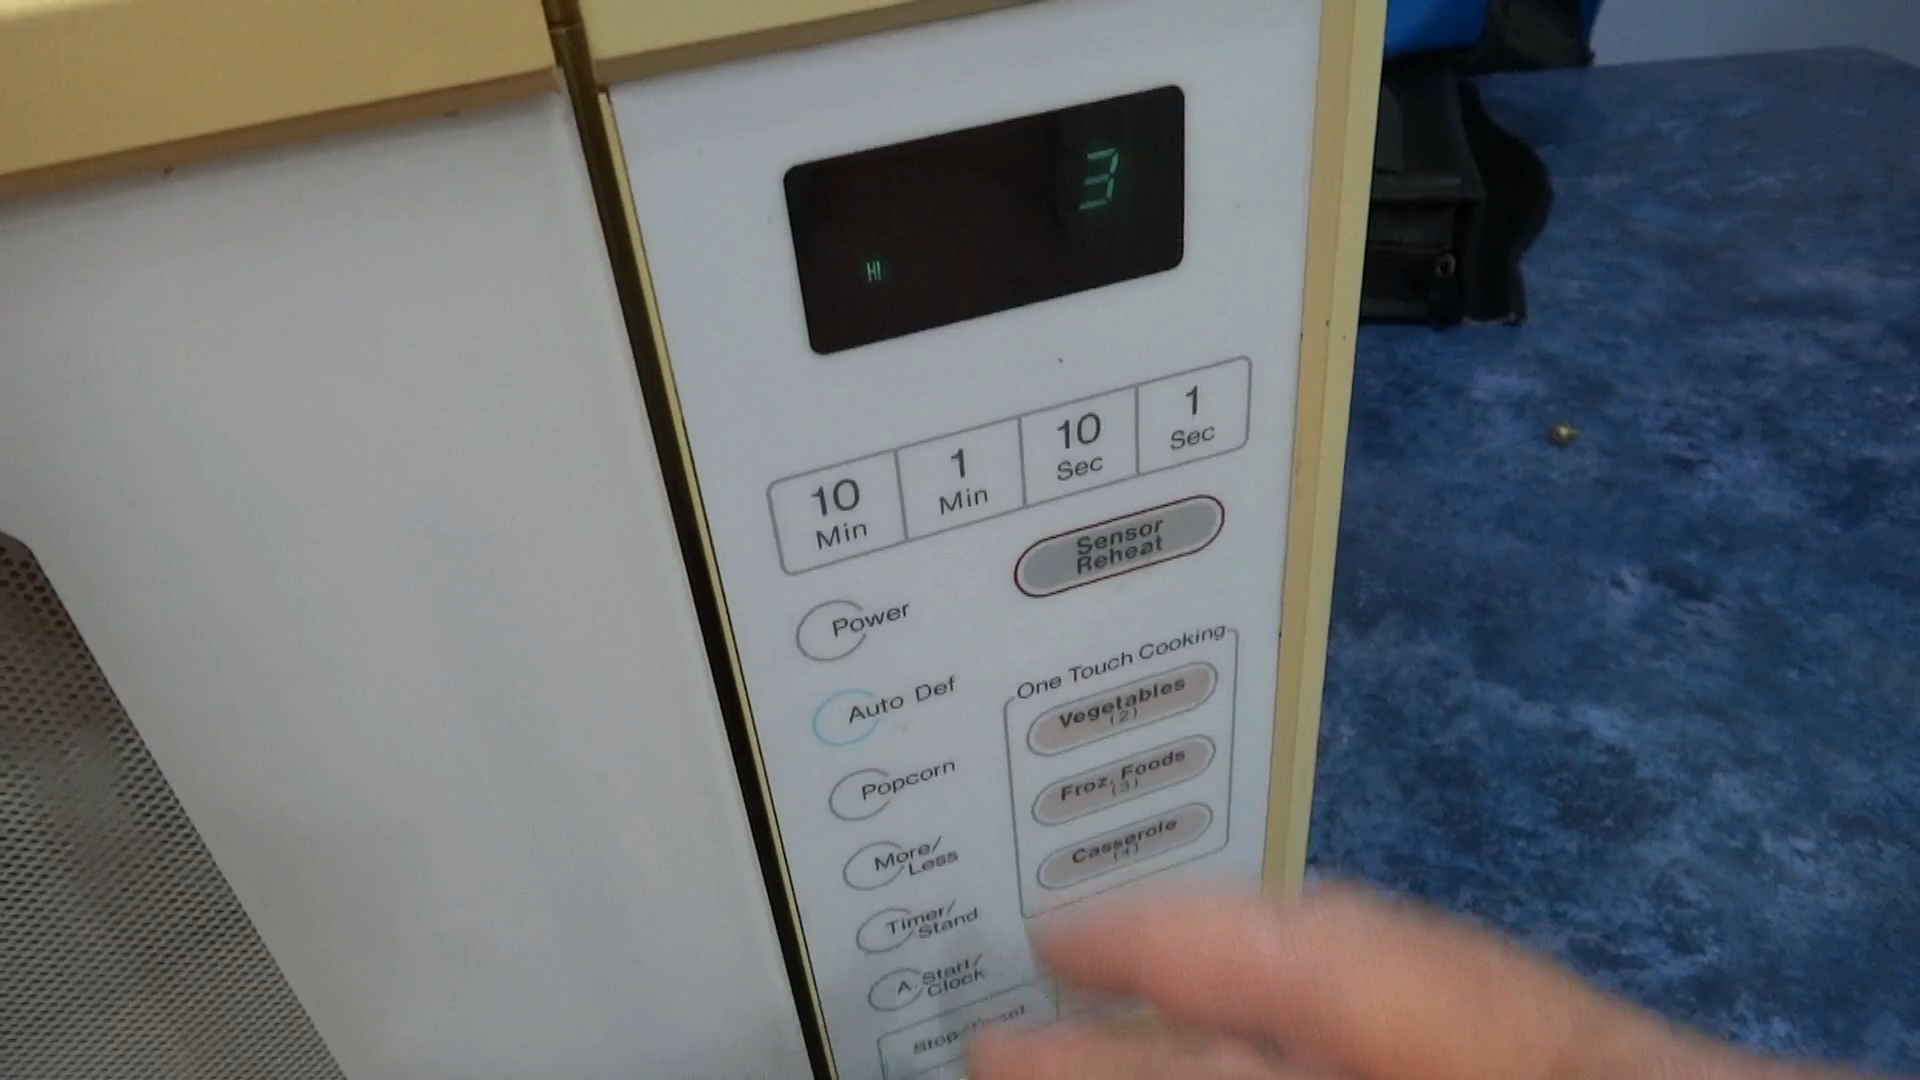 3
HI
10
Min
1
Min
10
Sec
1
Sec
Sensor
Reheat
Power
Auto Def
One Touch Cooking
Vegetables
(2)
Popcorn
Froz. Foods
(3)
More/
Less
Casserole
(4)
Timer/
Stand
A. Start/
Clock